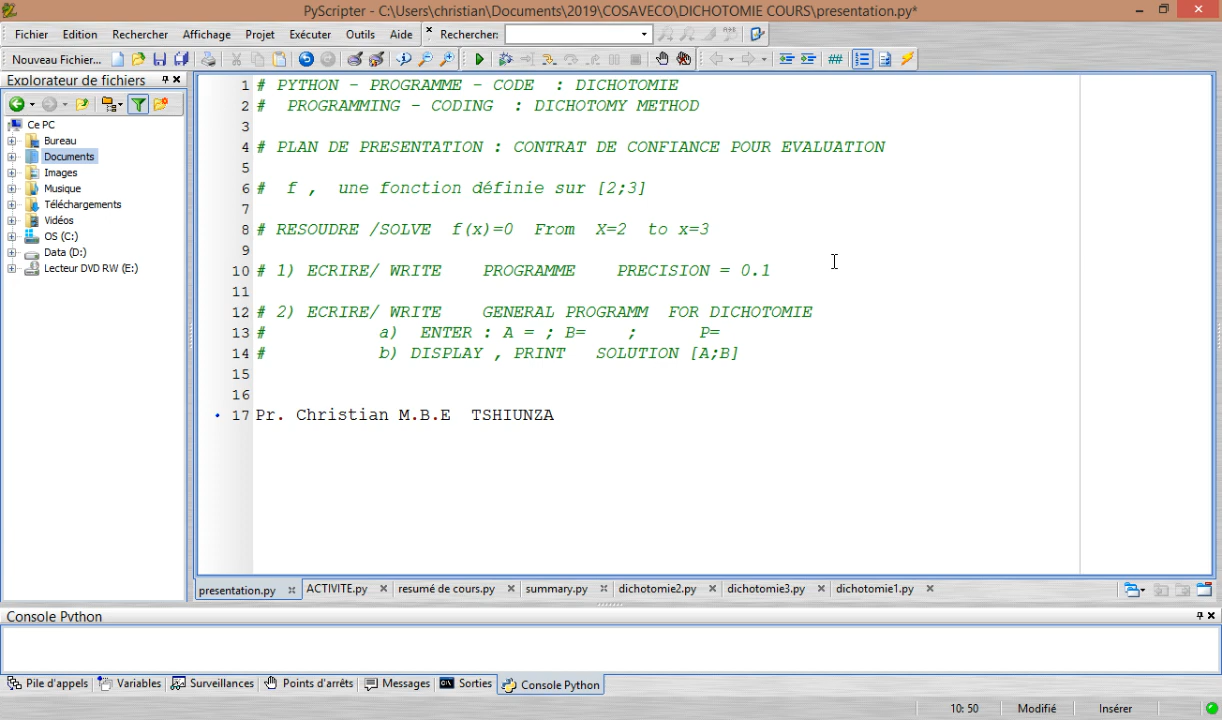 PyScripter - C:\Users\christian\Documents\2019\COSAVECO\DICHOTOMIE COURS\presentation.py*
Fichier Edition Rechercher Affichage Projet Exécuter Outils Aide × Rechercher:
Nouveau Fichier...
Explorateur de fichiers
Ce PC
Bureau
Documents
Images
Musique
Téléchargements
Vidéos
OS (C:)
Data (D:)
Lecteur DVD RW (E:)
1 # PYTHON - PROGRAMME - CODE : DICHOTOMIE
2 # PROGRAMMING - CODING : DICHOTOMY METHOD
3
4 # PLAN DE PRESENTATION : CONTRAT DE CONFIANCE POUR EVALUATION
5
6 # f , une fonction définie sur [2;3]
7
8 # RESOUDRE /SOLVE f(x)=0 From X=2 to x=3
9
10 # 1) ECRIRE/ WRITE PROGRAMME PRECISION = 0.1
11
12 # 2) ECRIRE/ WRITE GENERAL PROGRAMM FOR DICHOTOMIE
13 # a) ENTER : A = ; B= ; P=
14 # b) DISPLAY , PRINT SOLUTION [A;B]
15
16
17 Pr. Christian M.B.E TSHIUNZA
presentation.py × ACTIVITE.py × resumé de cours.py × summary.py × dichotomie2.py × dichotomie3.py × dichotomie1.py ×
Console Python
Pile d'appels Variables Surveillances Points d'arrêts Messages Sorties Console Python
10: 50 Modifié Insérer